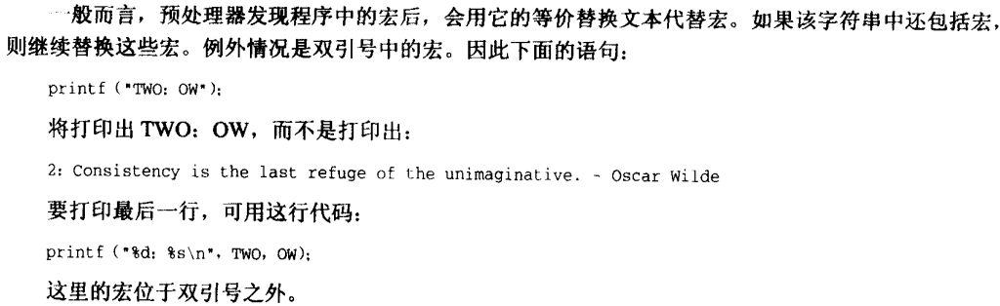 一般而言，预处理器发现程序中的宏后，会用它的等价替换文本代替宏。如果该字符串中还包括宏，
则继续替换这些宏。例外情况是双引号中的宏。因此下面的语句：
printf ("TWO: OW");
将打印出 TWO：OW，而不是打印出：
2: Consistency is the last refuge of the unimaginative. - Oscar Wilde
要打印最后一行，可用这行代码：
printf ("%d: %s\n", TWO, OW);
这里的宏位于双引号之外。